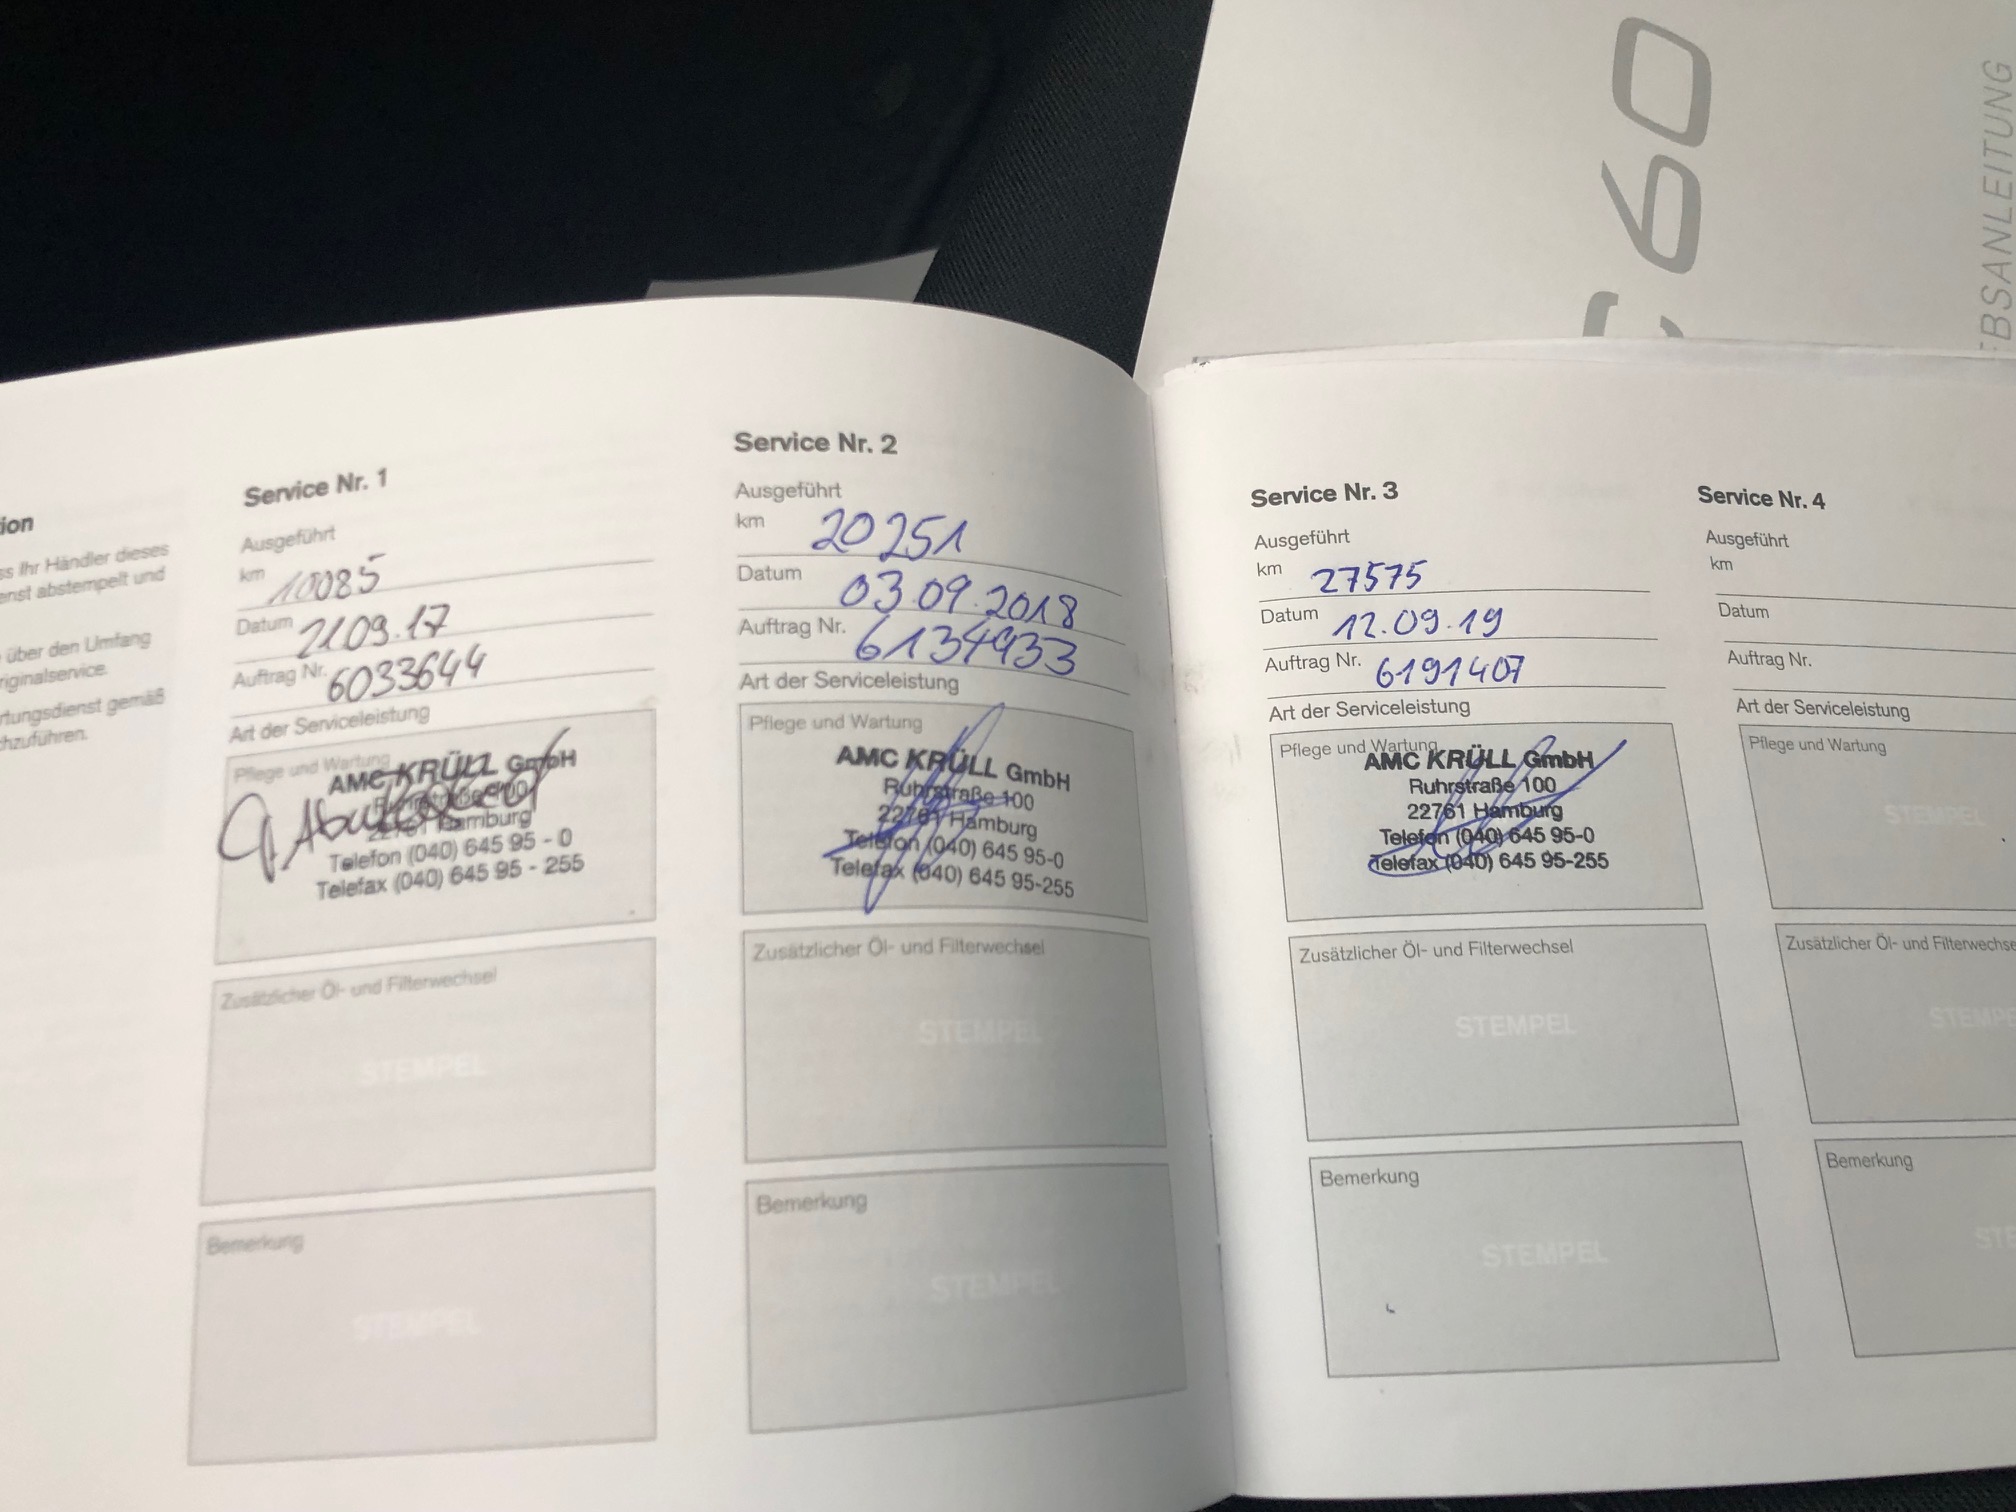 C 60
BSANLEITUNG
ion
ss Ihr Händler dieses
enst abstempelt und
über den Umfang
riginalservice.
rtungsdienst gemäß
hzuführen.
Service Nr. 1
Ausgeführt
km 10085
Datum 21.09.17
Auftrag Nr. 6033644
Art der Serviceleistung
Pflege und Wartung
AMC KRÜLL GmbH
22761 Hamburg
Telefon (040) 645 95 - 0
Telefax (040) 645 95 - 255
Zusätzlicher Öl- und Filterwechsel
STEMPEL
Bemerkung
STEMPEL
Service Nr. 2
Ausgeführt
km 20251
Datum 03.09.2018
Auftrag Nr. 6134933
Art der Serviceleistung
Pflege und Wartung
AMC KRÜLL GmbH
Ruhrstraße 100
22761 Hamburg
Telefon (040) 645 95-0
Telefax (040) 645 95-255
Zusätzlicher Öl- und Filterwechsel
STEMPEL
Bemerkung
STEMPEL
Service Nr. 3
Ausgeführt
km 27575
Datum 12.09.19
Auftrag Nr. 6191407
Art der Serviceleistung
Pflege und Wartung
AMC KRÜLL GmbH
Ruhrstraße 100
22761 Hamburg
Telefon (040) 645 95-0
Telefax (040) 645 95-255
Zusätzlicher Öl- und Filterwechsel
STEMPEL
Bemerkung
STEMPEL
Service Nr. 4
Ausgeführt
km
Datum
Auftrag Nr.
Art der Serviceleistung
Pflege und Wartung
STEMPEL
Zusätzlicher Öl- und Filterwechse
STEMPE
Bemerkung
STE